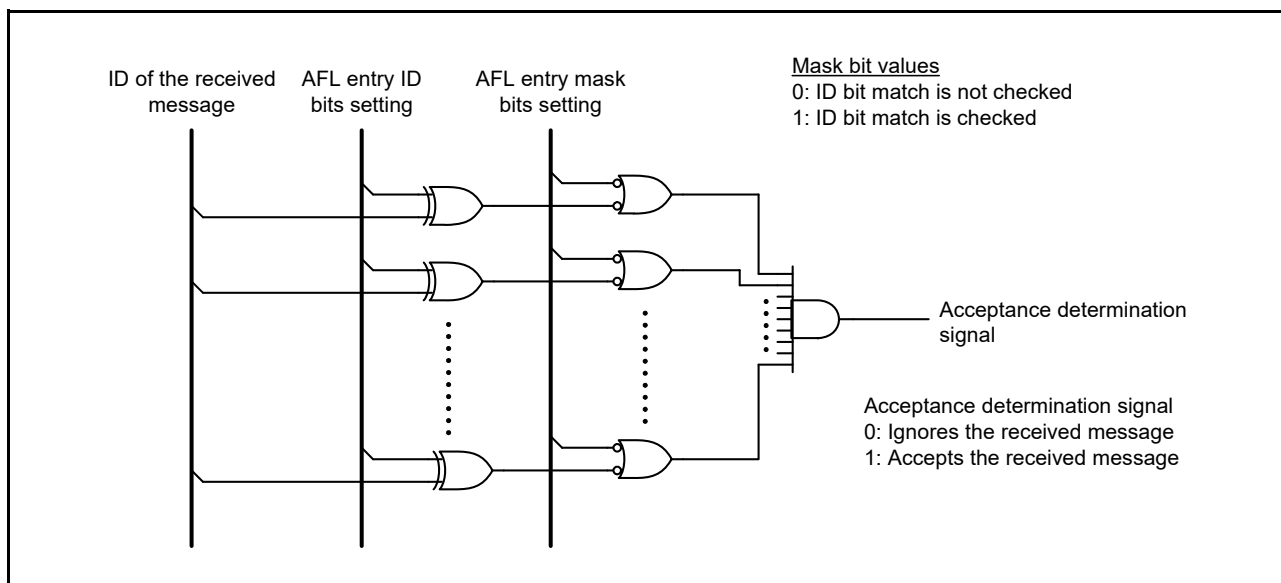 ID of the received
message
AFL entry ID
bits setting
AFL entry mask
bits setting
Mask bit values
0: ID bit match is not checked
1: ID bit match is checked
Acceptance determination
signal
Acceptance determination signal
0: Ignores the received message
1: Accepts the received message